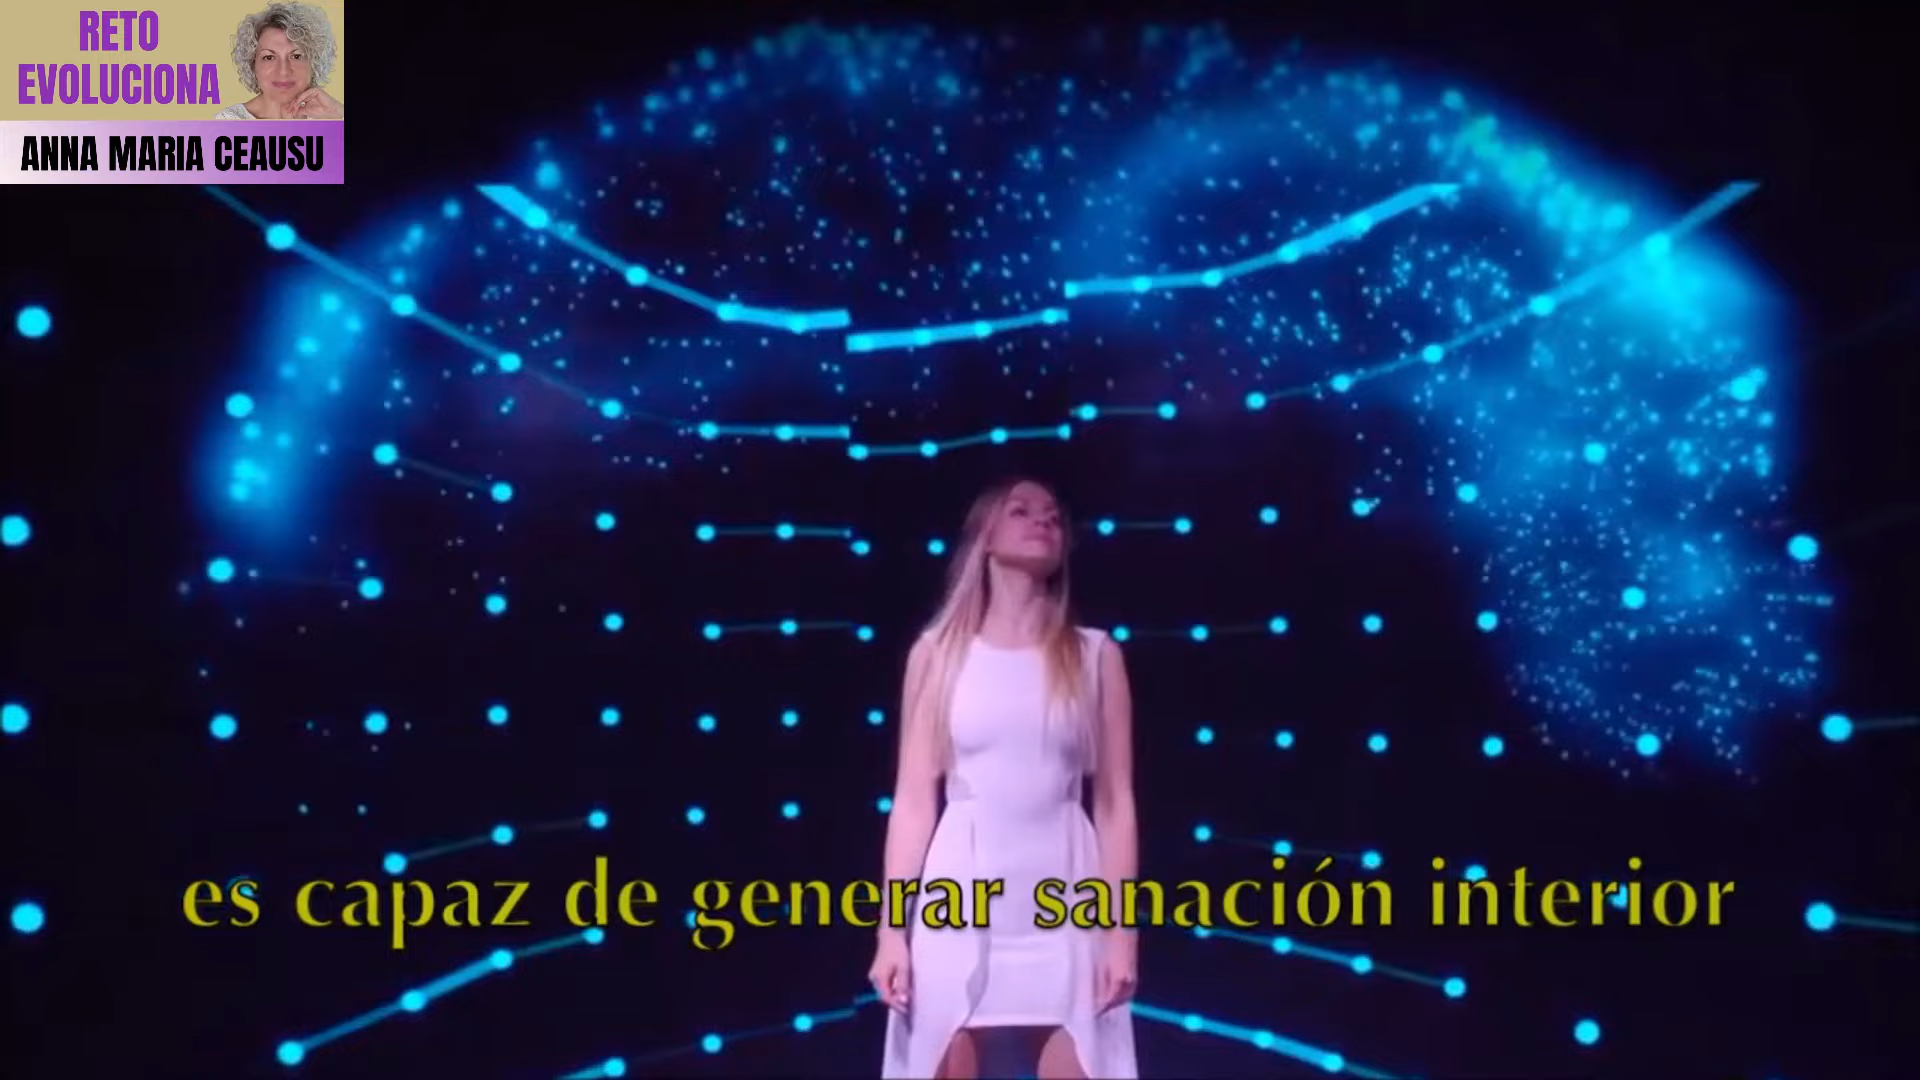 RETO
EVOLUCIONA
ANNA MARIA CEAUSU
es capaz de generar sanación interior